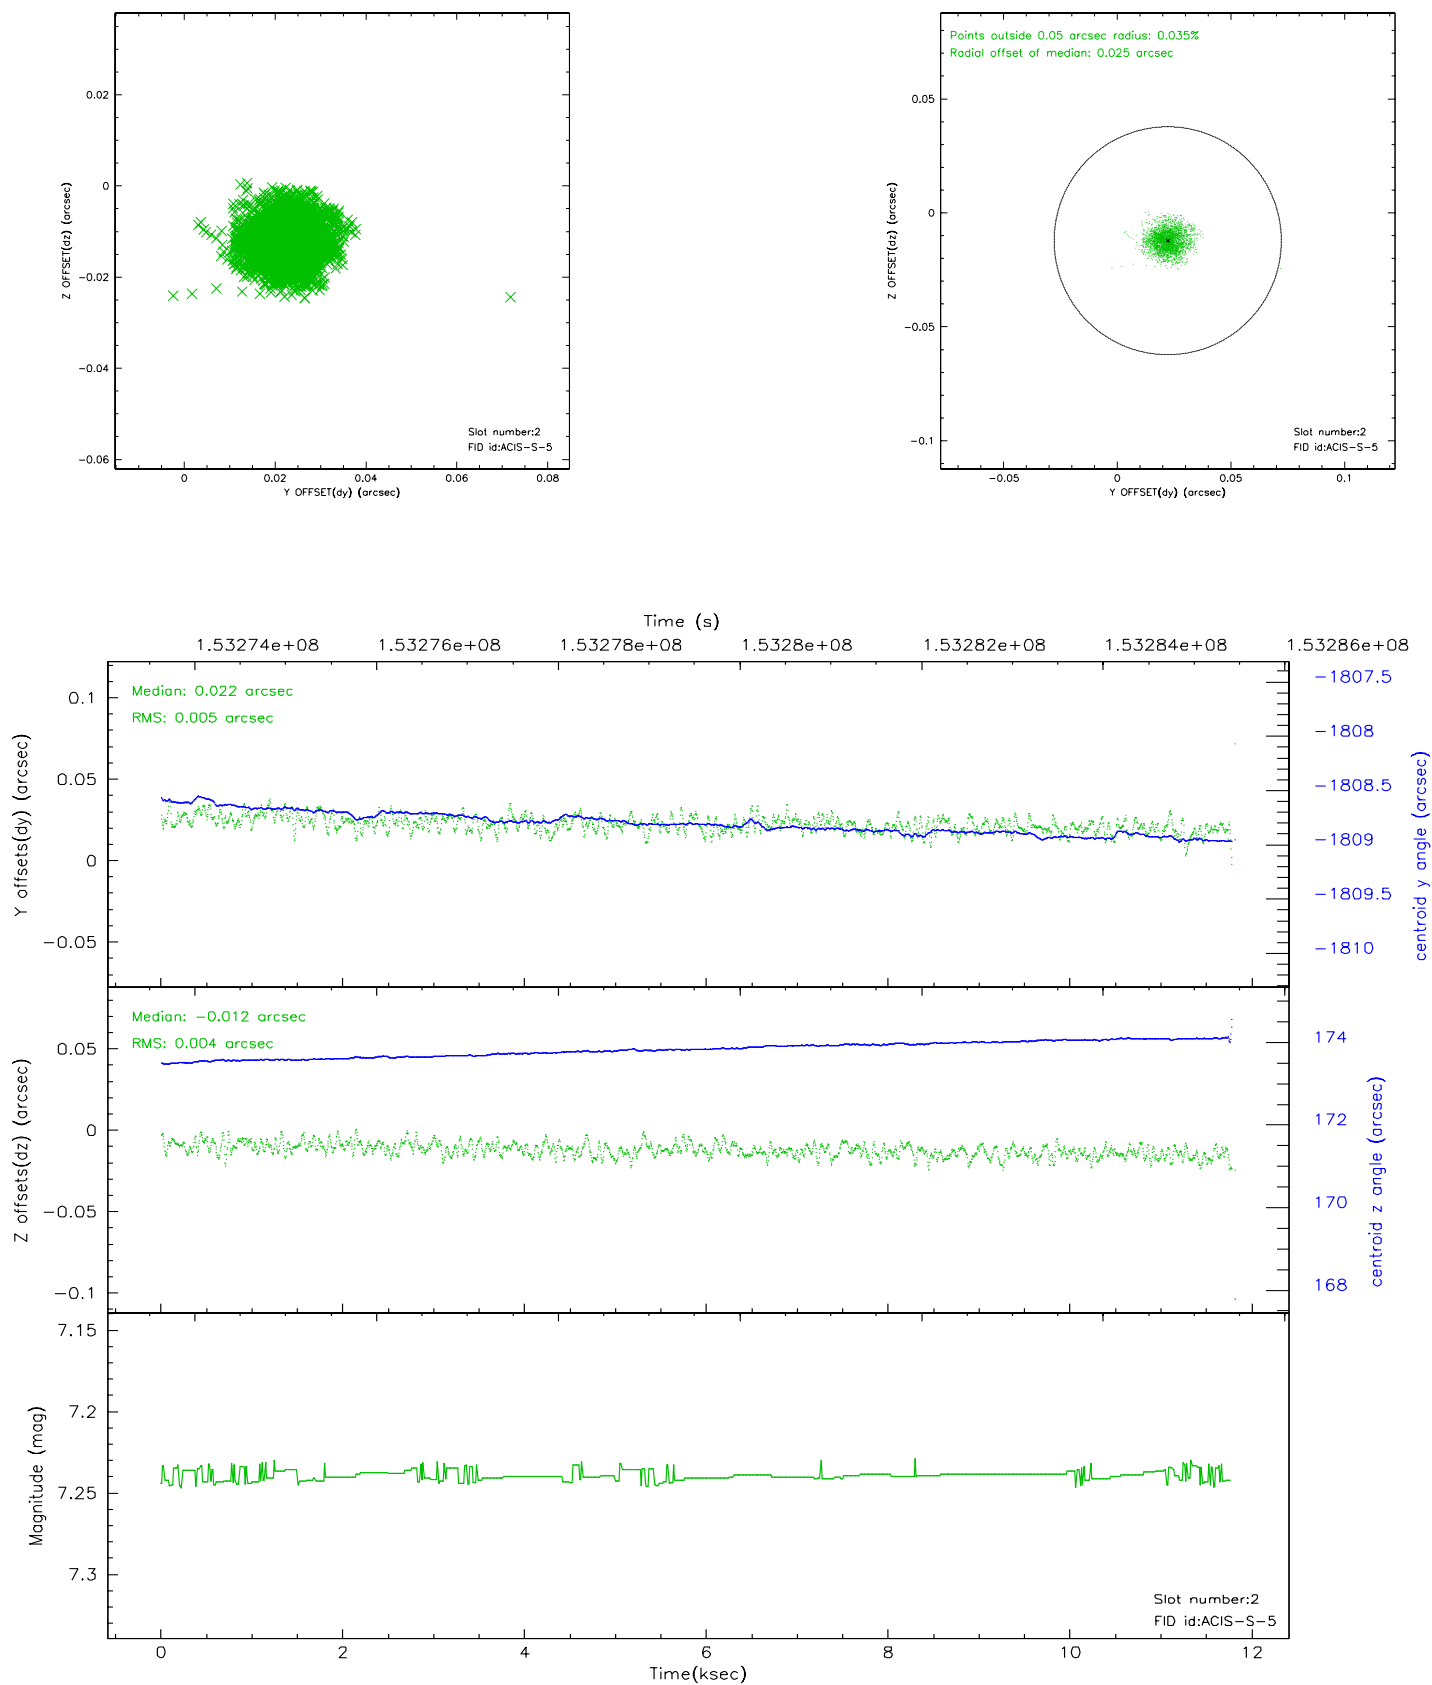 0.02
0
-0.02
-0.04
-0.06
Z OFFSET(dz) (arcsec)
0
0.02
0.04
0.06
0.08
Y OFFSET(dy) (arcsec)
Slot number:2
FID id:ACIS-S-5
Points outside 0.05 arcsec radius: 0.035%
Radial offset of median: 0.025 arcsec
0.05
0
-0.05
-0.1
Z OFFSET(dz) (arcsec)
-0.05
0
0.05
0.1
Y OFFSET(dy) (arcsec)
Slot number:2
FID id:ACIS-S-5
Time (s)
1.53274e+08
1.53276e+08
1.53278e+08
1.5328e+08
1.53282e+08
1.53284e+08
1.53286e+08
Median: 0.022 arcsec
RMS: 0.005 arcsec
0.1
0.05
0
-0.05
Y offsets(dy) (arcsec)
-1807.5
-1808
-1808.5
-1809
-1809.5
-1810
centroid y angle (arcsec)
Median: -0.012 arcsec
RMS: 0.004 arcsec
0.05
0
-0.05
-0.1
Z offsets(dz) (arcsec)
174
172
170
168
centroid z angle (arcsec)
7.15
7.2
7.25
7.3
Magnitude (mag)
Slot number:2
FID id:ACIS-S-5
0
2
4
6
8
10
12
Time(ksec)